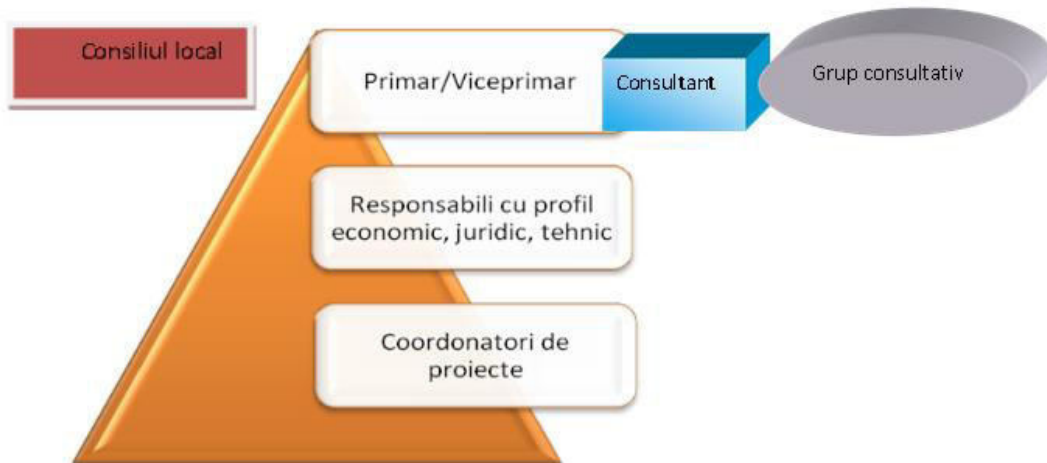 Consiliul local
Primar/Viceprimar
Consultant
Grup consultativ
Responsabili cu profil
economic, juridic, tehnic
Coordonatori de
proiecte